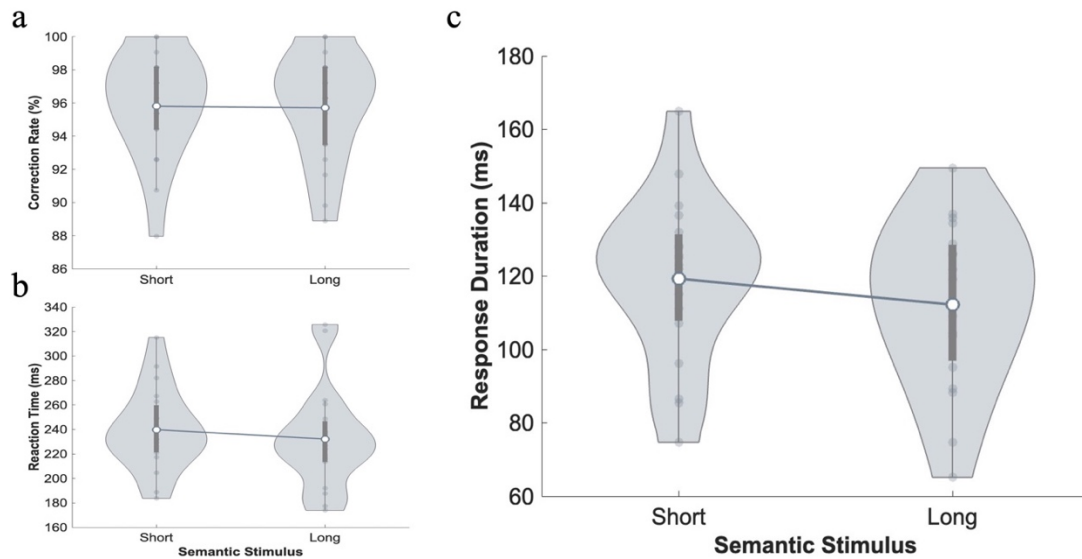 a
100
98
96
94
92
90
88
86
Correction Rate (%)
Short
Long
b
340
320
300
280
260
240
220
200
180
160
Reaction Time (ms)
Short
Long
Semantic Stimulus
c
180
160
140
120
100
80
60
Response Duration (ms)
Short
Long
Semantic Stimulus